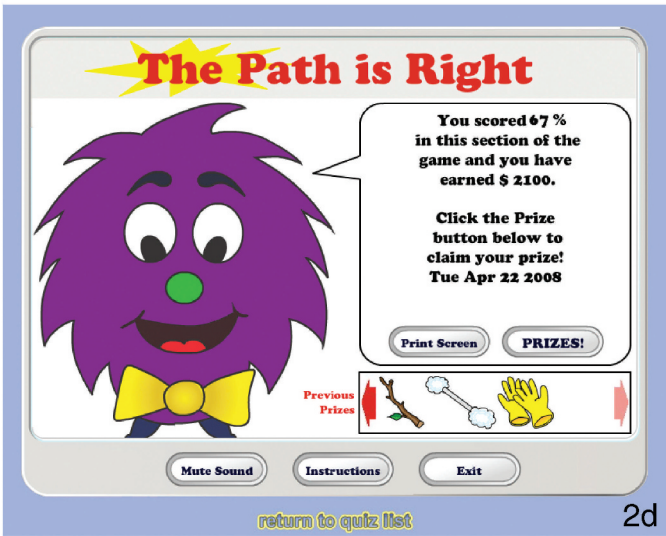 The Path is Right
You scored 67 %
in this section of the
game and you have
earned $ 2100.
Click the Prize
button below to
claim your prize!
Tue Apr 22 2008
Print Screen
PRIZES!
Previous
Prizes
Mute Sound
Instructions
Exit
return to quiz list
2d